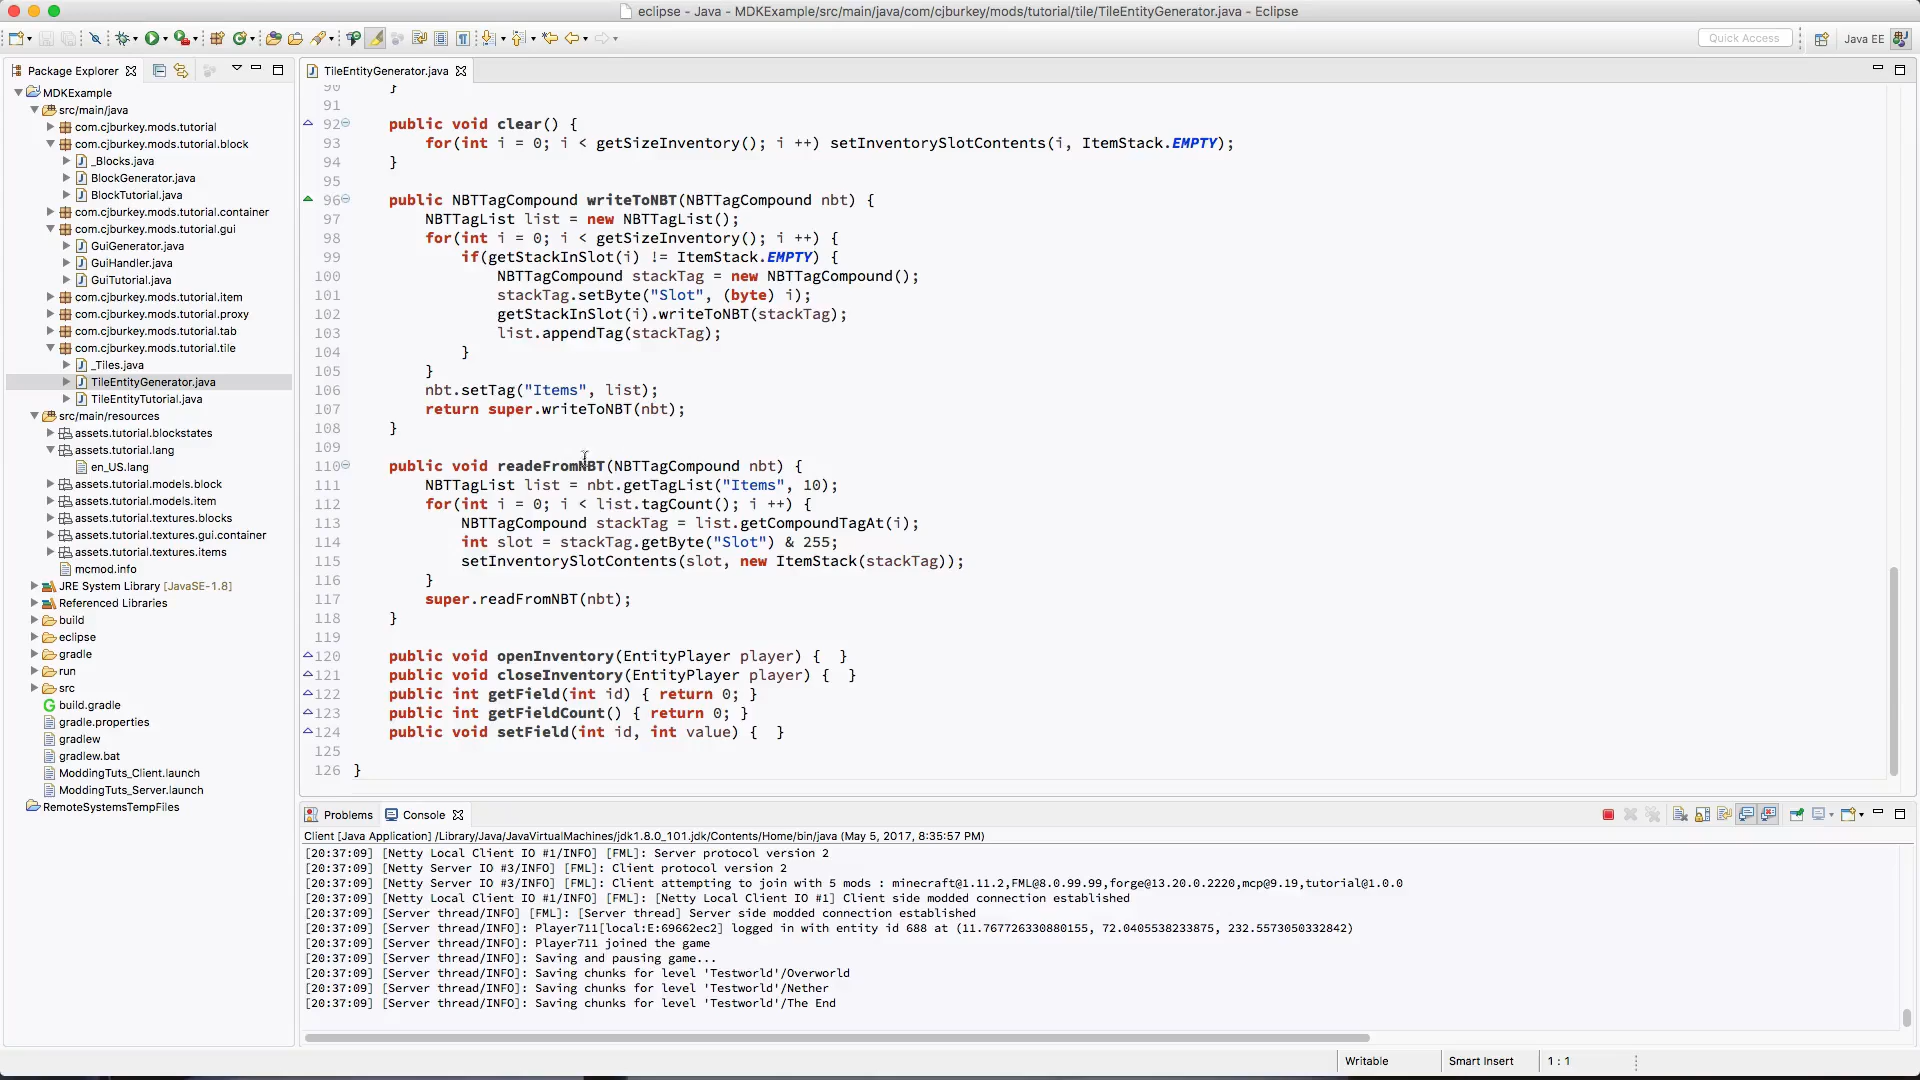 eclipse - Java - MDKExample/src/main/java/com/cjburkey/mods/tutorial/tile/TileEntityGenerator.java - Eclipse
Quick Access
Java EE
Package Explorer
MDKExample
src/main/java
com.cjburkey.mods.tutorial
com.cjburkey.mods.tutorial.block
_Blocks.java
BlockGenerator.java
BlockTutorial.java
com.cjburkey.mods.tutorial.container
com.cjburkey.mods.tutorial.gui
GuiGenerator.java
GuiHandler.java
GuiTutorial.java
com.cjburkey.mods.tutorial.item
com.cjburkey.mods.tutorial.proxy
com.cjburkey.mods.tutorial.tab
com.cjburkey.mods.tutorial.tile
_Tiles.java
TileEntityGenerator.java
TileEntityTutorial.java
src/main/resources
assets.tutorial.blockstates
assets.tutorial.lang
en_US.lang
assets.tutorial.models.block
assets.tutorial.models.item
assets.tutorial.textures.blocks
assets.tutorial.textures.gui.container
assets.tutorial.textures.items
mcmod.info
JRE System Library [JavaSE-1.8]
Referenced Libraries
build
eclipse
gradle
run
src
build.gradle
gradle.properties
gradlew
gradlew.bat
ModdingTuts_Client.launch
ModdingTuts_Server.launch
RemoteSystemsTempFiles
TileEntityGenerator.java
90 }
91
92 public void clear() {
93 for(int i = 0; i < getSizeInventory(); i ++) setInventorySlotContents(i, ItemStack.EMPTY);
94 }
95
96 public NBTTagCompound writeToNBT(NBTTagCompound nbt) {
97 NBTTagList list = new NBTTagList();
98 for(int i = 0; i < getSizeInventory(); i ++) {
99 if(getStackInSlot(i) != ItemStack.EMPTY) {
100 NBTTagCompound stackTag = new NBTTagCompound();
101 stackTag.setByte("Slot", (byte) i);
102 getStackInSlot(i).writeToNBT(stackTag);
103 list.appendTag(stackTag);
104 }
105 }
106 nbt.setTag("Items", list);
107 return super.writeToNBT(nbt);
108 }
109
110 public void readeFromNBT(NBTTagCompound nbt) {
111 NBTTagList list = nbt.getTagList("Items", 10);
112 for(int i = 0; i < list.tagCount(); i ++) {
113 NBTTagCompound stackTag = list.getCompoundTagAt(i);
114 int slot = stackTag.getByte("Slot") & 255;
115 setInventorySlotContents(slot, new ItemStack(stackTag));
116 }
117 super.readFromNBT(nbt);
118 }
119
120 public void openInventory(EntityPlayer player) {  }
121 public void closeInventory(EntityPlayer player) {  }
122 public int getField(int id) { return 0; }
123 public int getFieldCount() { return 0; }
124 public void setField(int id, int value) {  }
125
126 }
Problems Console
Client [Java Application] /Library/Java/JavaVirtualMachines/jdk1.8.0_101.jdk/Contents/Home/bin/java (May 5, 2017, 8:35:57 PM)
[20:37:09] [Netty Local Client IO #1/INFO] [FML]: Server protocol version 2
[20:37:09] [Netty Server IO #3/INFO] [FML]: Client protocol version 2
[20:37:09] [Netty Server IO #3/INFO] [FML]: Client attempting to join with 5 mods : minecraft@1.11.2,FML@8.0.99.99,forge@13.20.0.2220,mcp@9.19,tutorial@1.0.0
[20:37:09] [Netty Local Client IO #1/INFO] [FML]: [Netty Local Client IO #1] Client side modded connection established
[20:37:09] [Server thread/INFO] [FML]: [Server thread] Server side modded connection established
[20:37:09] [Server thread/INFO]: Player711[local:E:69662ec2] logged in with entity id 688 at (11.767726330880155, 72.0405538233875, 232.5573050332842)
[20:37:09] [Server thread/INFO]: Player711 joined the game
[20:37:09] [Server thread/INFO]: Saving and pausing game...
[20:37:09] [Server thread/INFO]: Saving chunks for level 'Testworld'/Overworld
[20:37:09] [Server thread/INFO]: Saving chunks for level 'Testworld'/Nether
[20:37:09] [Server thread/INFO]: Saving chunks for level 'Testworld'/The End
Writable
Smart Insert
1 : 1